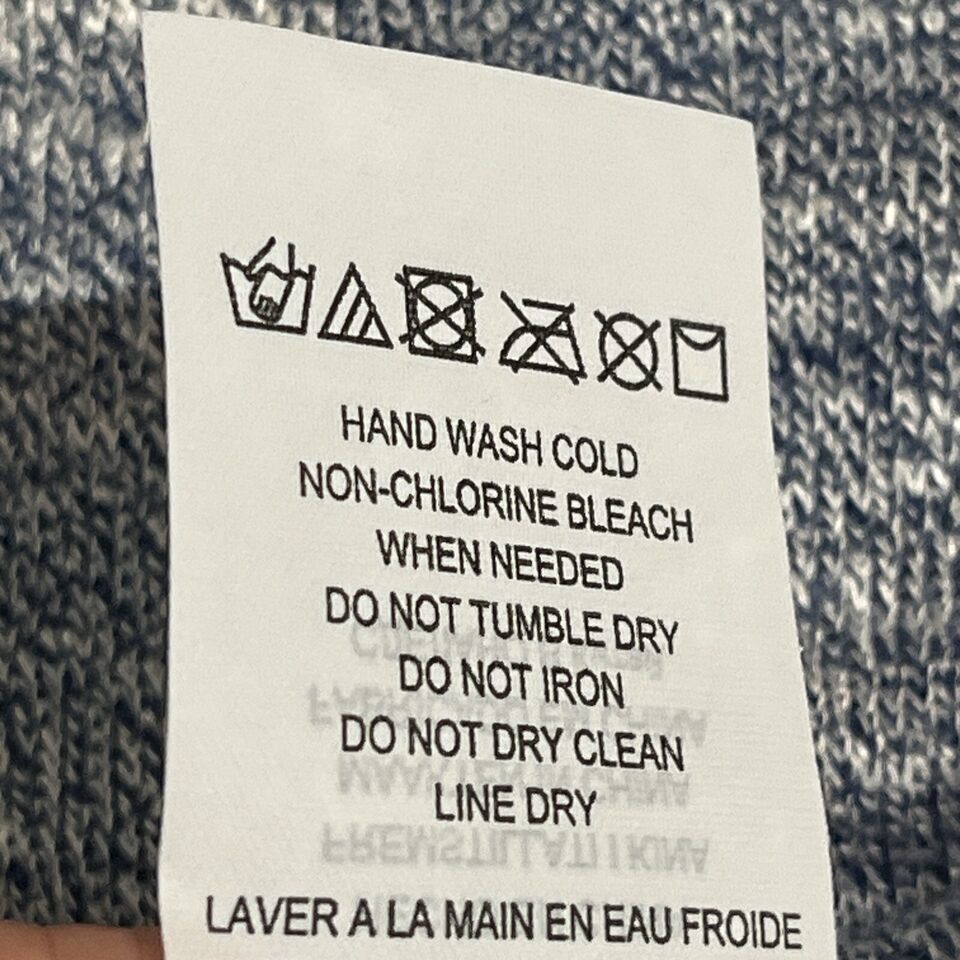 HAND WASH COLD
NON-CHLORINE BLEACH
WHEN NEEDED
DO NOT TUMBLE DRY
DO NOT IRON
DO NOT DRY CLEAN
LINE DRY
LAVER A LA MAIN EN EAU FROIDE